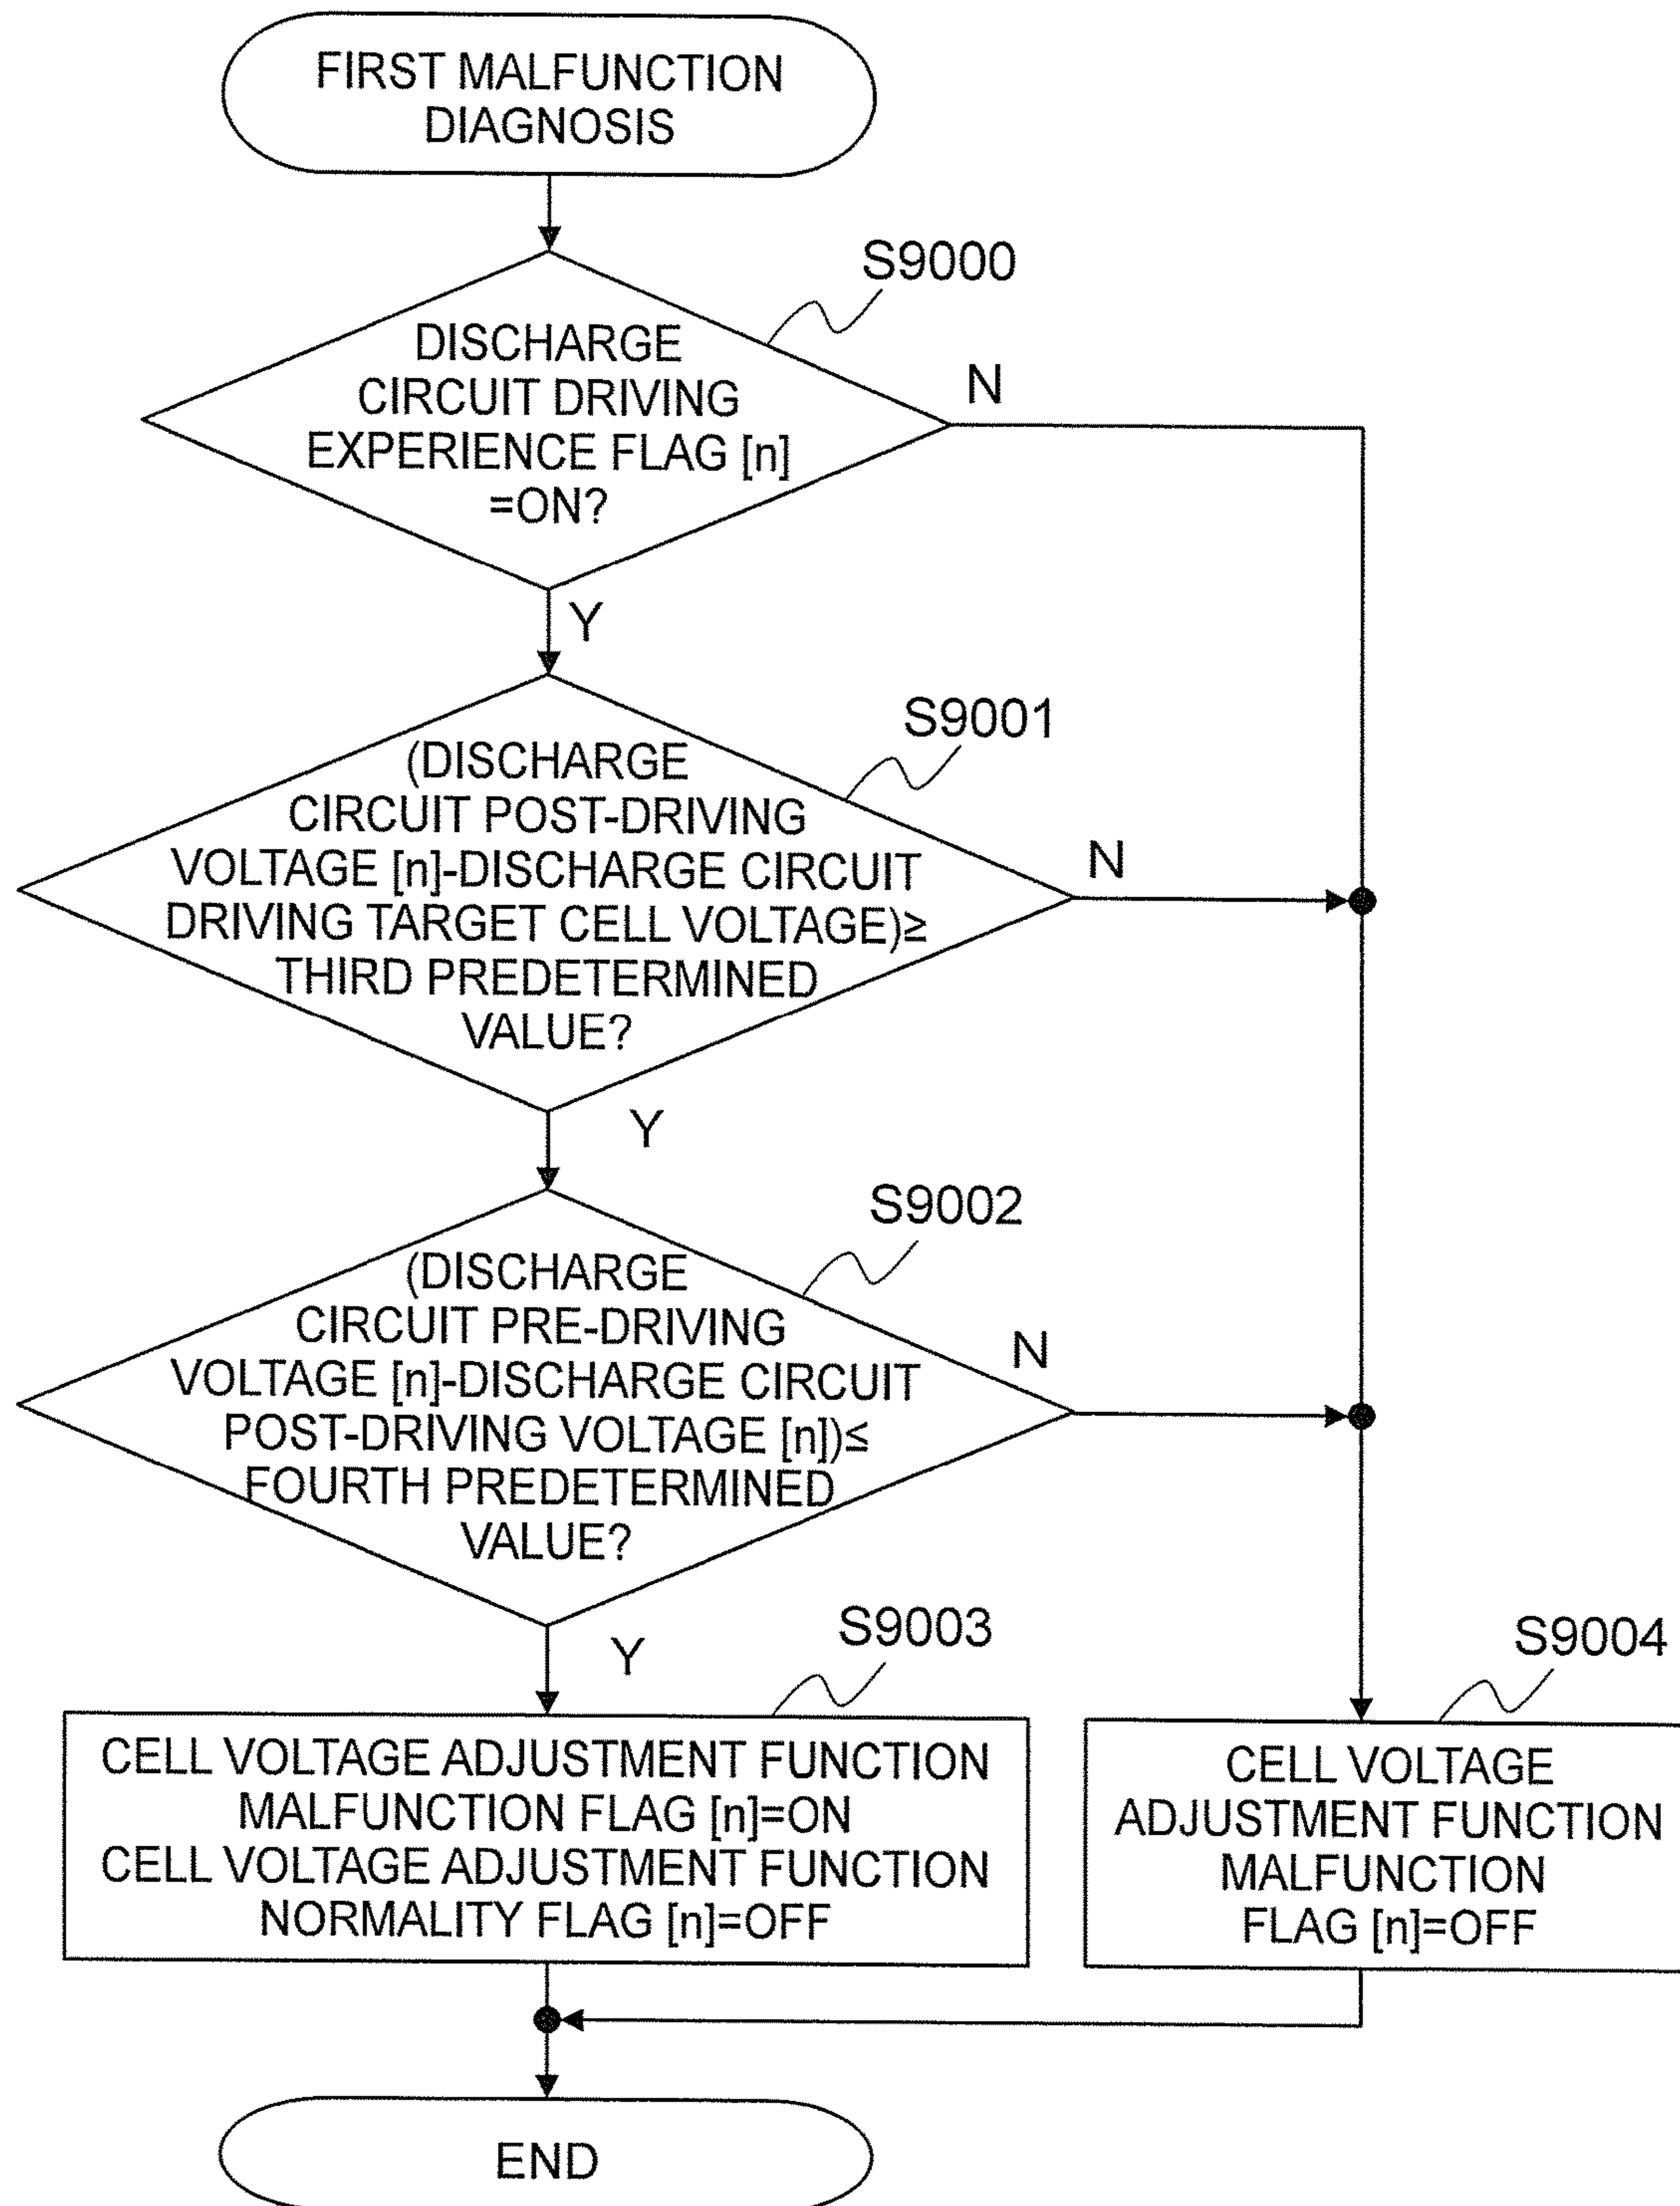 FIRST MALFUNCTION
DIAGNOSIS
S9000
DISCHARGE
CIRCUIT DRIVING
EXPERIENCE FLAG [n]
=ON?
N
Y
S9001
(DISCHARGE
CIRCUIT POST-DRIVING
VOLTAGE [n]-DISCHARGE CIRCUIT
DRIVING TARGET CELL VOLTAGE)≥
THIRD PREDETERMINED
VALUE?
N
Y
S9002
(DISCHARGE
CIRCUIT PRE-DRIVING
VOLTAGE [n]-DISCHARGE CIRCUIT
POST-DRIVING VOLTAGE [n])≤
FOURTH PREDETERMINED
VALUE?
N
Y
S9003
CELL VOLTAGE ADJUSTMENT FUNCTION
MALFUNCTION FLAG [n]=ON
CELL VOLTAGE ADJUSTMENT FUNCTION
NORMALITY FLAG [n]=OFF
S9004
CELL VOLTAGE
ADJUSTMENT FUNCTION
MALFUNCTION
FLAG [n]=OFF
END